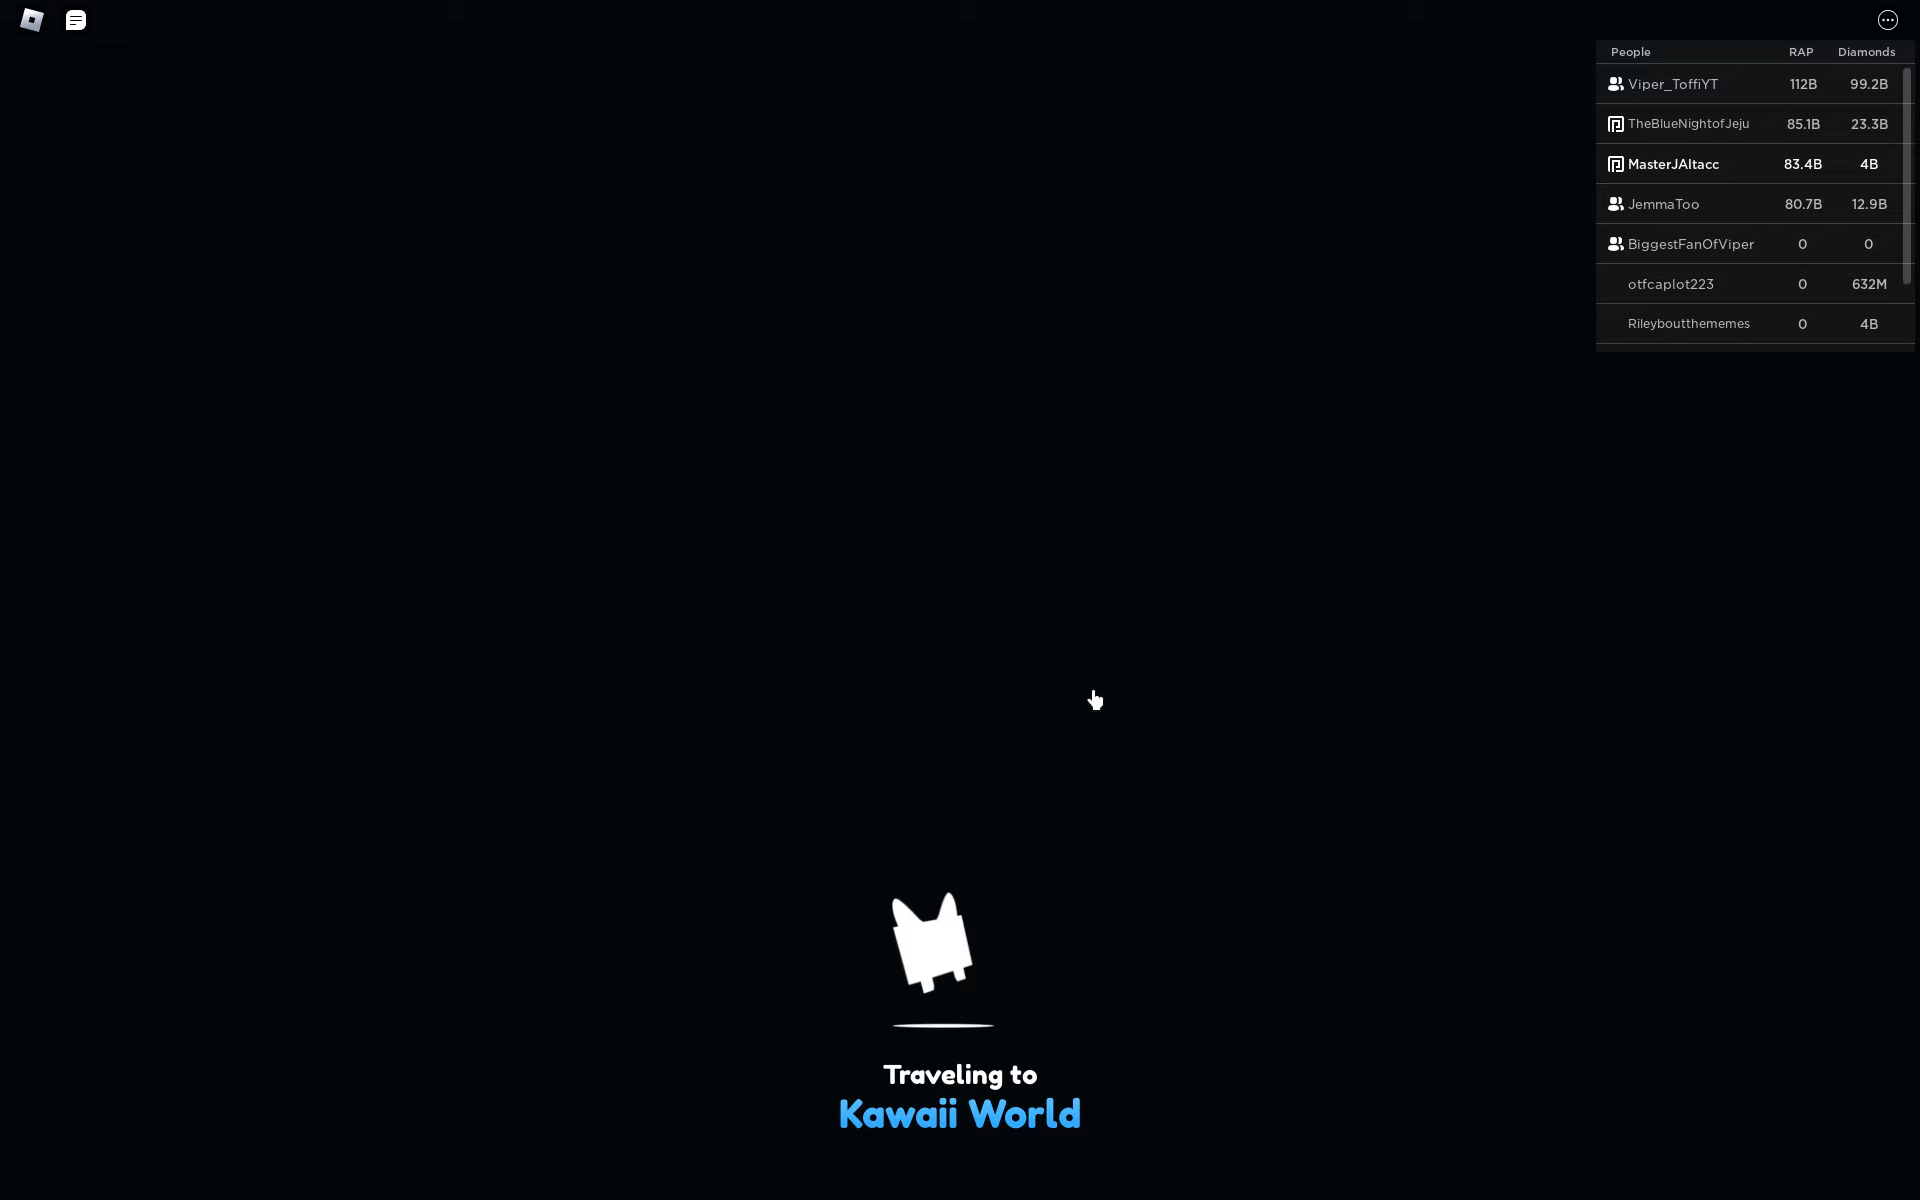 People RAP Diamonds
Viper_ToffiYT 112B 99.2B
TheBlueNightofJeju 85.1B 23.3B
MasterJAltacc 83.4B 4B
JemmaToo 80.7B 12.9B
BiggestFanOfViper 0 0
otfcaplot223 0 632M
Rileyboutthememes 0 4B
Traveling to
Kawaii World